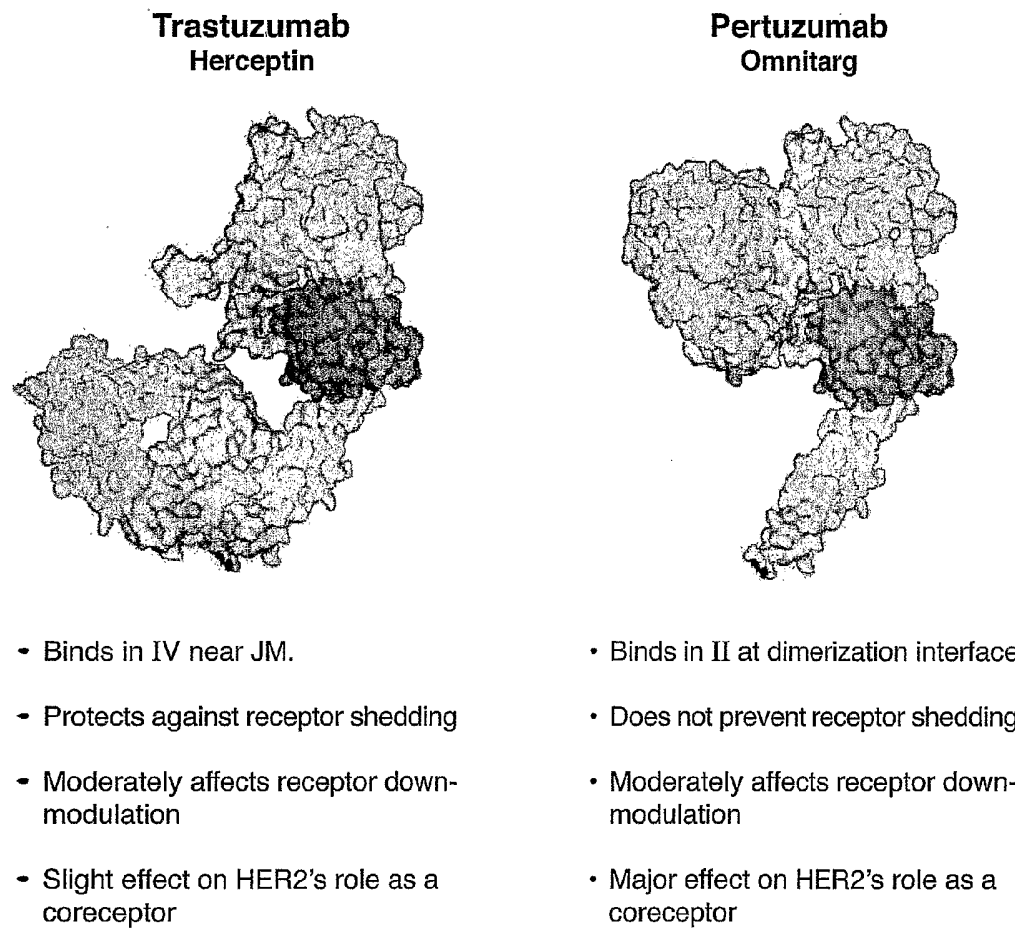 Trastuzumab
Herceptin
• Binds in IV near JM.
• Protects against receptor shedding
• Moderately affects receptor down-
modulation
• Slight effect on HER2's role as a
coreceptor
Pertuzumab
Omnitarg
• Binds in II at dimerization interface
• Does not prevent receptor shedding
• Moderately affects receptor down-
modulation
• Major effect on HER2's role as a
coreceptor